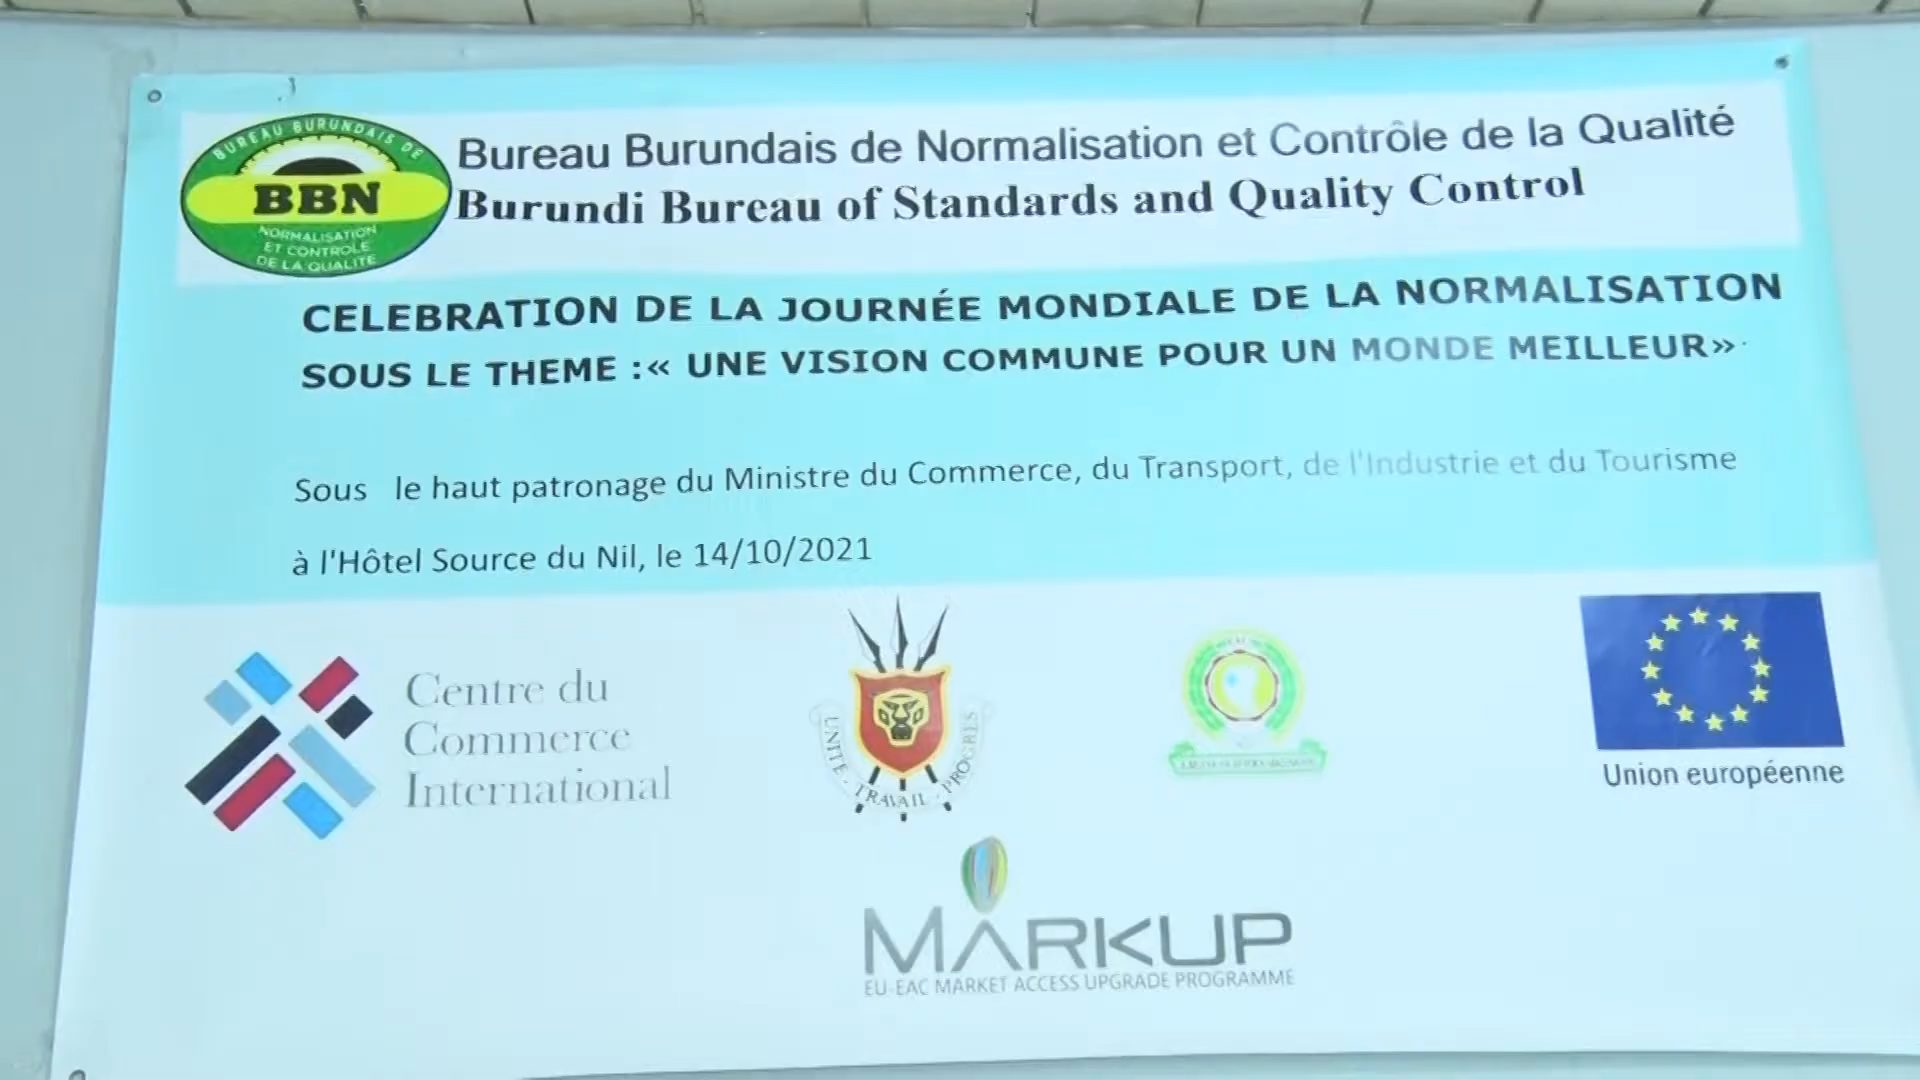 BUREAU BURUNDAIS DE
BBN
NORMALISATION
ET CONTROLE
DE LA QUALITE
Bureau Burundais de Normalisation et Contrôle de la Qualité
Burundi Bureau of Standards and Quality Control
CELEBRATION DE LA JOURNÉE MONDIALE DE LA NORMALISATION
SOUS LE THEME :« UNE VISION COMMUNE POUR UN MONDE MEILLEUR»
Sous le haut patronage du Ministre du Commerce, du Transport, de l'Industrie et du Tourisme
à l'Hôtel Source du Nil, le 14/10/2021
Centre du
Commerce
International
UNITE · TRAVAIL · PROGRES
Union européenne
MARKUP
EU-EAC MARKET ACCESS UPGRADE PROGRAMME